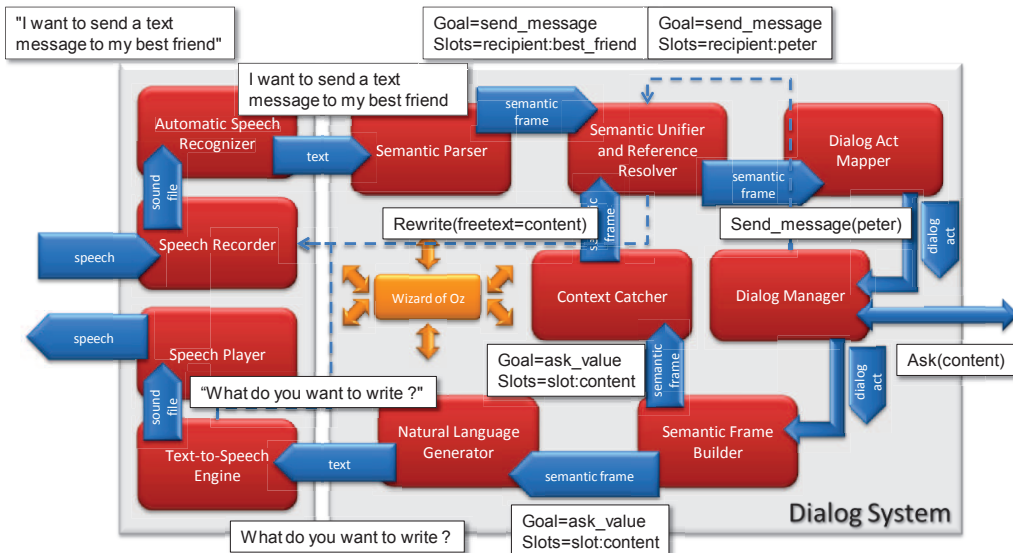 "I want to send a text
message to my best friend"
Goal=send_message
Slots=recipient:best_friend
Goal=send_message
Slots=recipient:peter
I want to send a text
message to my best friend
Automatic Speech
Recognizer
text
Semantic Parser
semantic
frame
Semantic Unifier
and Reference
Resolver
semantic
frame
Dialog Act
Mapper
sound
file
Speech Recorder
speech
Rewrite(freetext=content)
semantic
frame
Send_message(peter)
dialog
act
Wizard of Oz
Context Catcher
Dialog Manager
speech
Speech Player
Goal=ask_value
Slots=slot:content
semantic
frame
dialog
act
Ask(content)
sound
file
“What do you want to write ?"
Text-to-Speech
Engine
text
Natural Language
Generator
semantic frame
Semantic Frame
Builder
What do you want to write ?
Goal=ask_value
Slots=slot:content
Dialog System